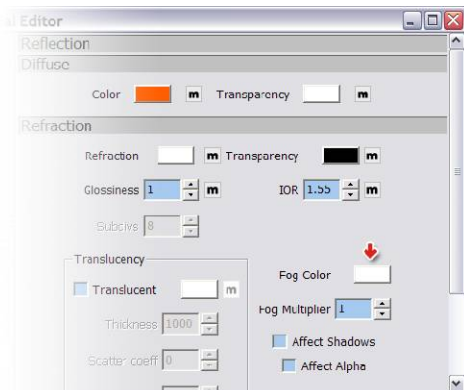 l Editor
Reflection
Diffuse
Color m Transparency m
Refraction
Refraction m Transparency m
Glossiness 1 m IOR 1.55 m
Subdivs 8
Translucency
Fog Color
Translucent m
Fog Multiplier 1
Thickness 1000
Affect Shadows
Scatter coeff 0
Affect Alpha